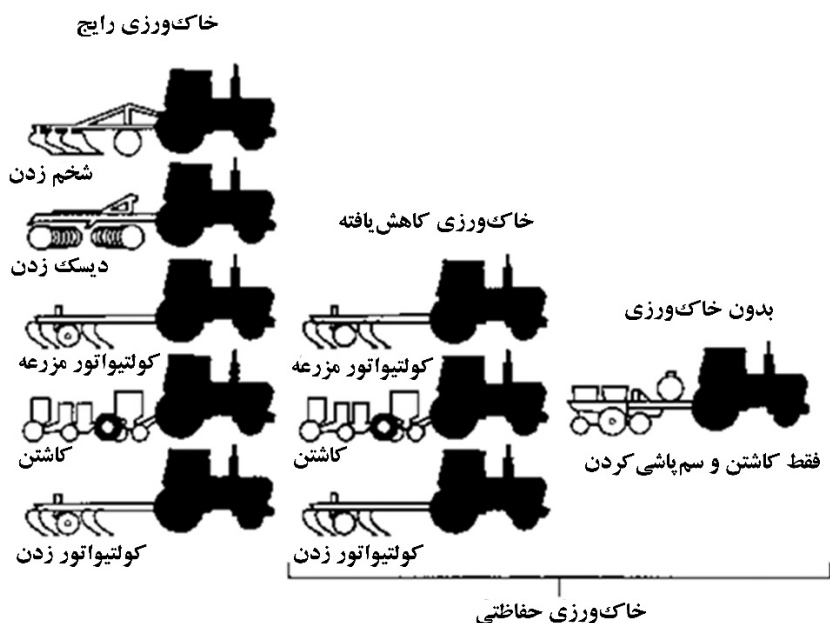 خاک‌ورزی رایج
شخم زدن
دیسک زدن
کولتیواتور مزرعه
کاشتن
کولتیواتور زدن
خاک‌ورزی کاهش‌یافته
کولتیواتور مزرعه
کاشتن
کولتیواتور زدن
بدون خاک‌ورزی
فقط کاشتن و سم‌پاشی‌کردن
خاک‌ورزی حفاظتی